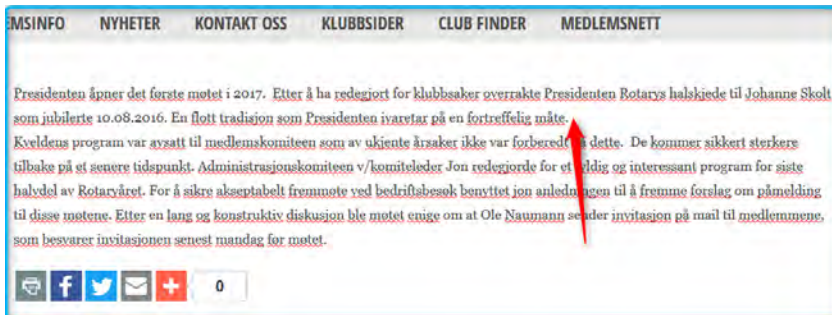 EMSINFO NYHETER KONTAKT OSS KLUBBSIDER CLUB FINDER MEDLEMSNETT
Presidenten åpner det første møtet i 2017. Etter å ha redegjort for klubbsaker overrakte Presidenten Rotarys halskjede til Johanne Skolt
som jubilerte 10.08.2016. En flott tradisjon som Presidenten ivaretar på en fortreffelig måte.
Kveldens program var avsatt til medlemskomiteen som av ukjente årsaker ikke var forberedt på dette. De kommer sikkert sterkere
tilbake på et senere tidspunkt. Administrasjonskomiteen v/komiteleder Jon redegjorde for et fyldig og interessant program for siste
halvdel av Rotaryåret. For å sikre akseptabelt fremmøte ved bedriftsbesøk benyttet jon anledningen til å fremme forslag om påmelding
til disse møtene. Etter en lang og konstruktiv diskusjon ble møtet enige om at Ole Naumann sender invitasjon på mail til medlemmene,
som besvarer invitasjonen senest mandag før møtet.
0